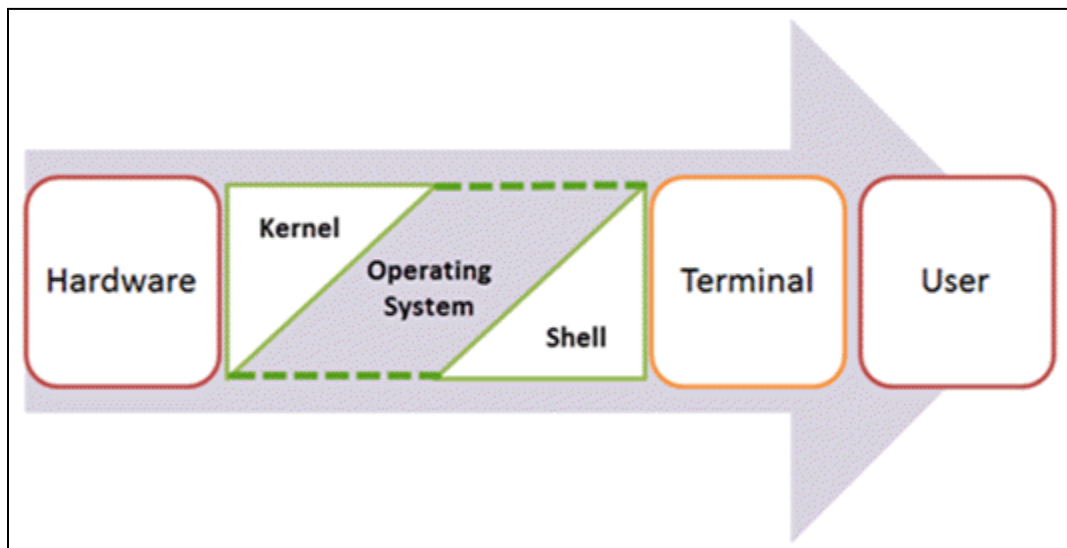 Hardware
Kernel
Operating
System
Shell
Terminal
User